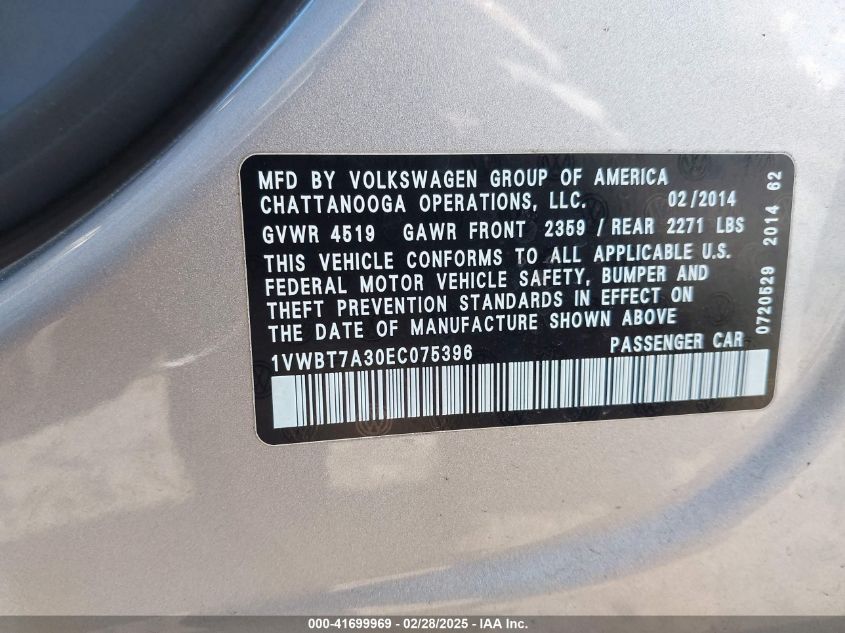 MFD BY VOLKSWAGEN GROUP OF AMERICA
CHATTANOOGA OPERATIONS, LLC. 02/2014
GVWR 4519 GAWR FRONT 2359 / REAR 2271 LBS
THIS VEHICLE CONFORMS TO ALL APPLICABLE U.S.
FEDERAL MOTOR VEHICLE SAFETY, BUMPER AND
THEFT PREVENTION STANDARDS IN EFFECT ON
THE DATE OF MANUFACTURE SHOWN ABOVE
1VWBT7A30EC075396 PASSENGER CAR
0720529 2014 62
000-41699969 | 02/28/2025 - IAA Inc.